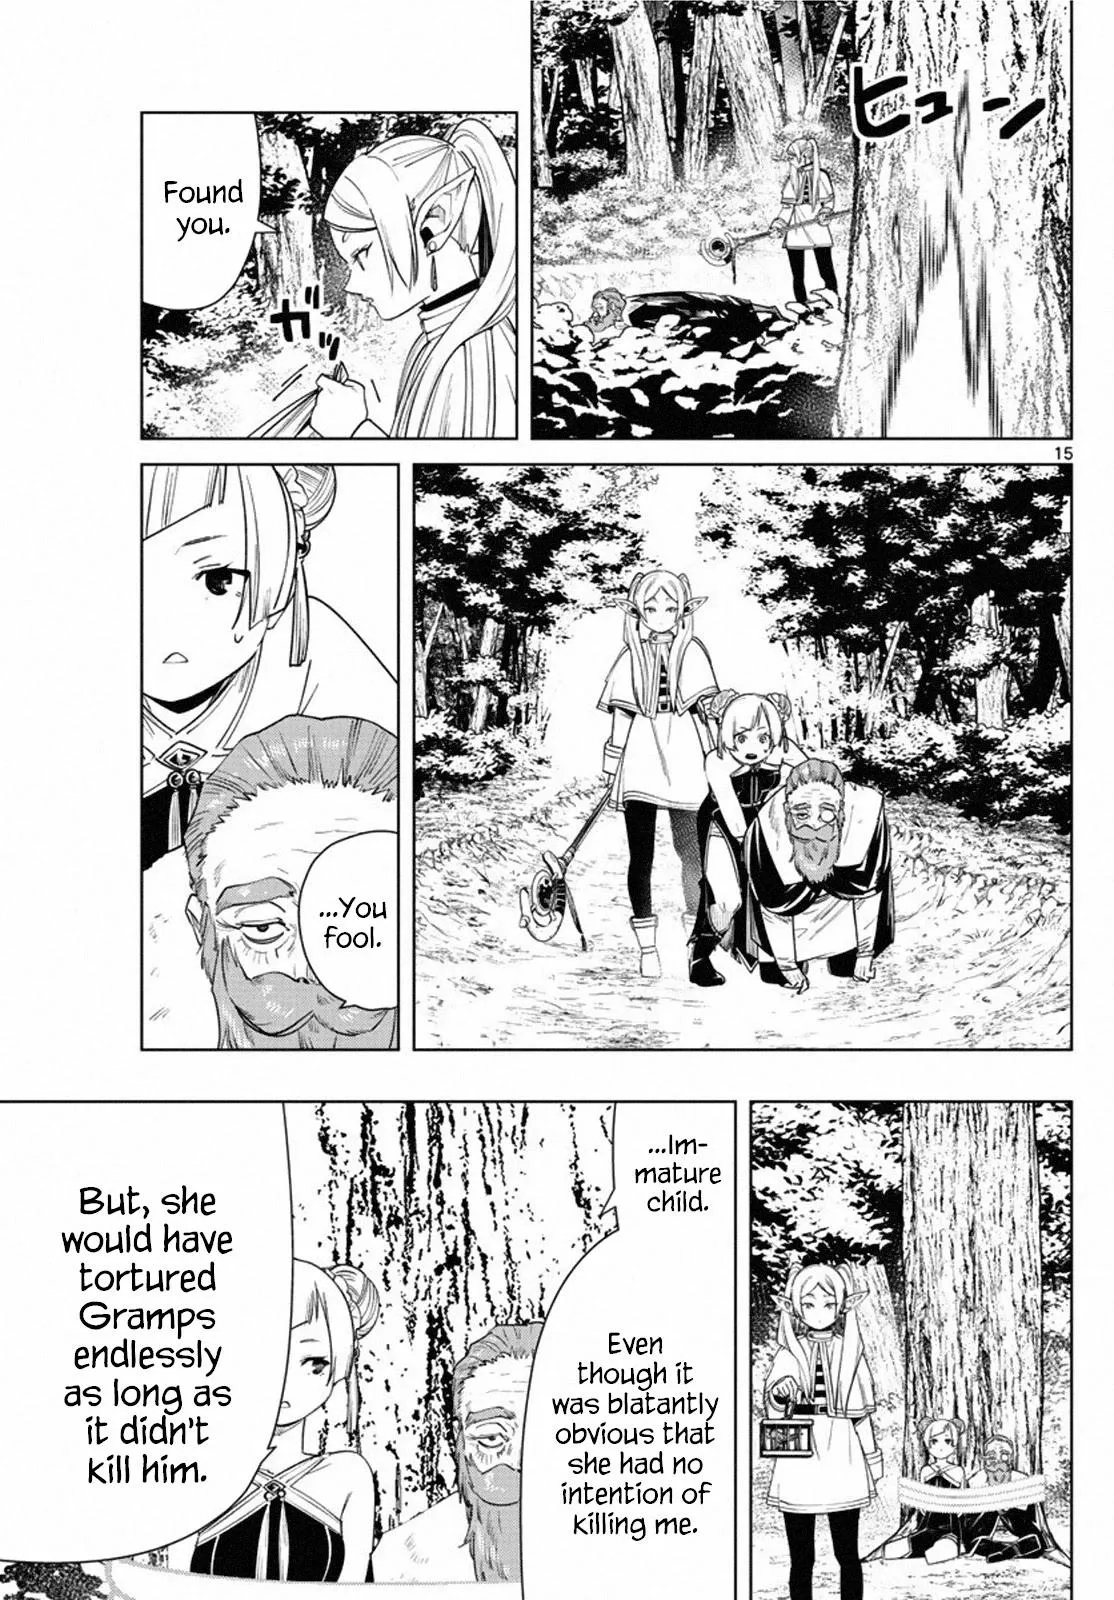 ヒュン
Found
you.
ガッ
15
...You
fool.
...Im-
mature
child.
Even
though it
was blatantly
obvious that
she had no
intention of
killing me.
But, she
would have
tortured
Gramps
endlessly
as long as
it didn't
kill him.